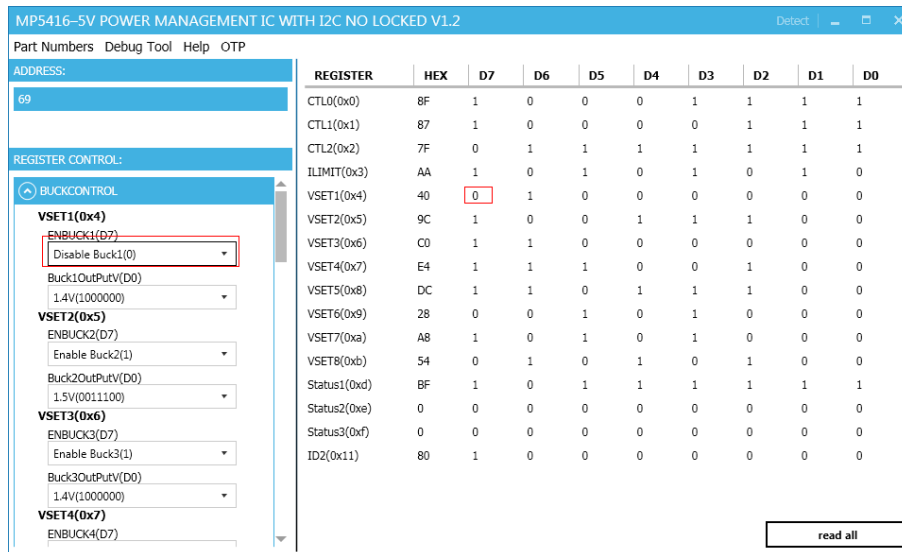 MP5416--5V POWER MANAGEMENT IC WITH I2C NO LOCKED V1.2 Detect
Part Numbers Debug Tool Help OTP
ADDRESS:
69
REGISTER CONTROL:
BUCKCONTROL
VSET1(0x4)
ENBUCK1(D7)
Disable Buck1(0)
Buck1OutPutV(D0)
1.4V(1000000)
VSET2(0x5)
ENBUCK2(D7)
Enable Buck2(1)
Buck2OutPutV(D0)
1.5V(0011100)
VSET3(0x6)
ENBUCK3(D7)
Enable Buck3(1)
Buck3OutPutV(D0)
1.4V(1000000)
VSET4(0x7)
ENBUCK4(D7)
REGISTER HEX D7 D6 D5 D4 D3 D2 D1 D0
CTL0(0x0) 8F 1 0 0 0 1 1 1 1
CTL1(0x1) 87 1 0 0 0 0 1 1 1
CTL2(0x2) 7F 0 1 1 1 1 1 1 1
ILIMIT(0x3) AA 1 0 1 0 1 0 1 0
VSET1(0x4) 40 0 1 0 0 0 0 0 0
VSET2(0x5) 9C 1 0 0 1 1 1 0 0
VSET3(0x6) C0 1 1 0 0 0 0 0 0
VSET4(0x7) E4 1 1 1 0 0 1 0 0
VSET5(0x8) DC 1 1 0 1 1 1 0 0
VSET6(0x9) 28 0 0 1 0 1 0 0 0
VSET7(0xa) A8 1 0 1 0 1 0 0 0
VSET8(0xb) 54 0 1 0 1 0 1 0 0
Status1(0xd) BF 1 0 1 1 1 1 1 1
Status2(0xe) 0 0 0 0 0 0 0 0 0
Status3(0xf) 0 0 0 0 0 0 0 0 0
ID2(0x11) 80 1 0 0 0 0 0 0 0
read all